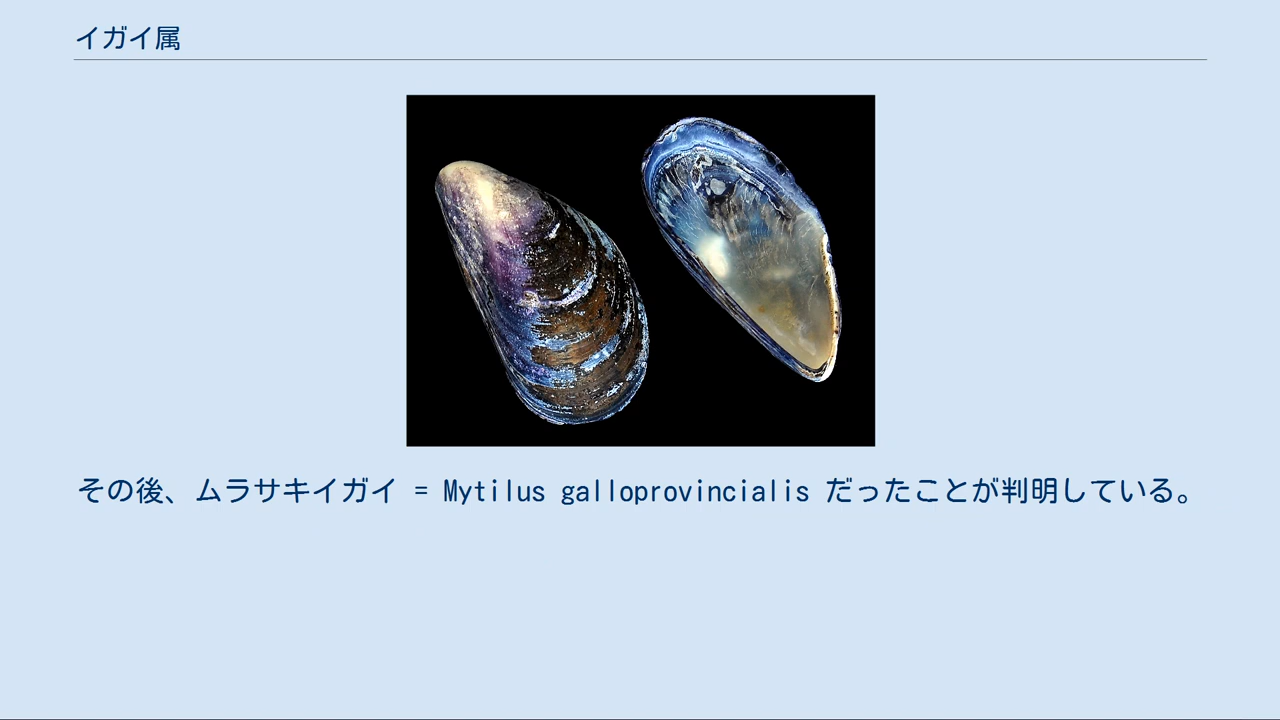 イガイ属
その後、ムラサキイガイ = Mytilus galloprovincialis だったことが判明している。